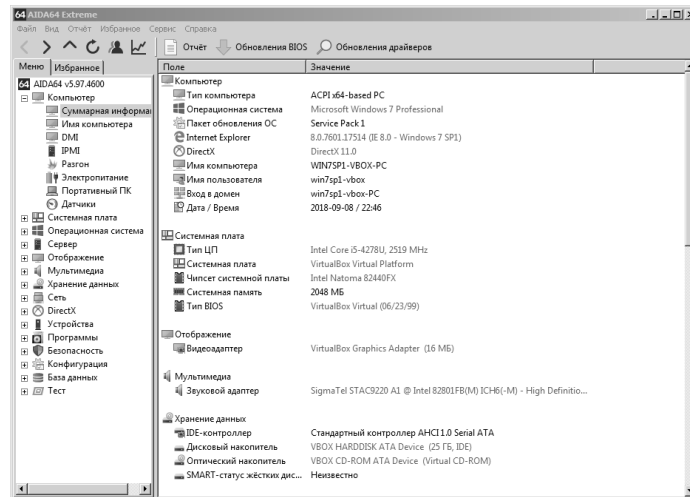 64 AIDA64 Extreme
Файл Вид Отчёт Избранное Сервис Справка
Отчёт Обновления BIOS Обновления драйверов
Меню Избранное
Поле Значение
64 AIDA64 v5.97.4600
Компьютер
Суммарная информа
Имя компьютера
DMI
IPMI
Разгон
Электропитание
Портативный ПК
Датчики
Системная плата
Операционная система
Сервер
Отображение
Мультимедиа
Хранение данных
Сеть
DirectX
Устройства
Программы
Безопасность
Конфигурация
База данных
Тест
Компьютер
Тип компьютера ACPI x64-based PC
Операционная система Microsoft Windows 7 Professional
Пакет обновления ОС Service Pack 1
Internet Explorer 8.0.7601.17514 (IE 8.0 - Windows 7 SP1)
DirectX DirectX 11.0
Имя компьютера WIN7SP1-VBOX-PC
Имя пользователя win7sp1-vbox
Вход в домен win7sp1-vbox-PC
Дата / Время 2018-09-08 / 22:46
Системная плата
Тип ЦП Intel Core i5-4278U, 2519 MHz
Системная плата VirtualBox Virtual Platform
Чипсет системной платы Intel Natoma 82440FX
Системная память 2048 МБ
Тип BIOS VirtualBox Virtual (06/23/99)
Отображение
Видеоадаптер VirtualBox Graphics Adapter (16 МБ)
Мультимедиа
Звуковой адаптер SigmaTel STAC9220 A1 @ Intel 82801FB(M) ICH6(-M) - High Definitio...
Хранение данных
IDE-контроллер Стандартный контроллер AHCI 1.0 Serial ATA
Дисковый накопитель VBOX HARDDISK ATA Device (25 ГБ, IDE)
Оптический накопитель VBOX CD-ROM ATA Device (Virtual CD-ROM)
SMART-статус жёстких дис... Неизвестно